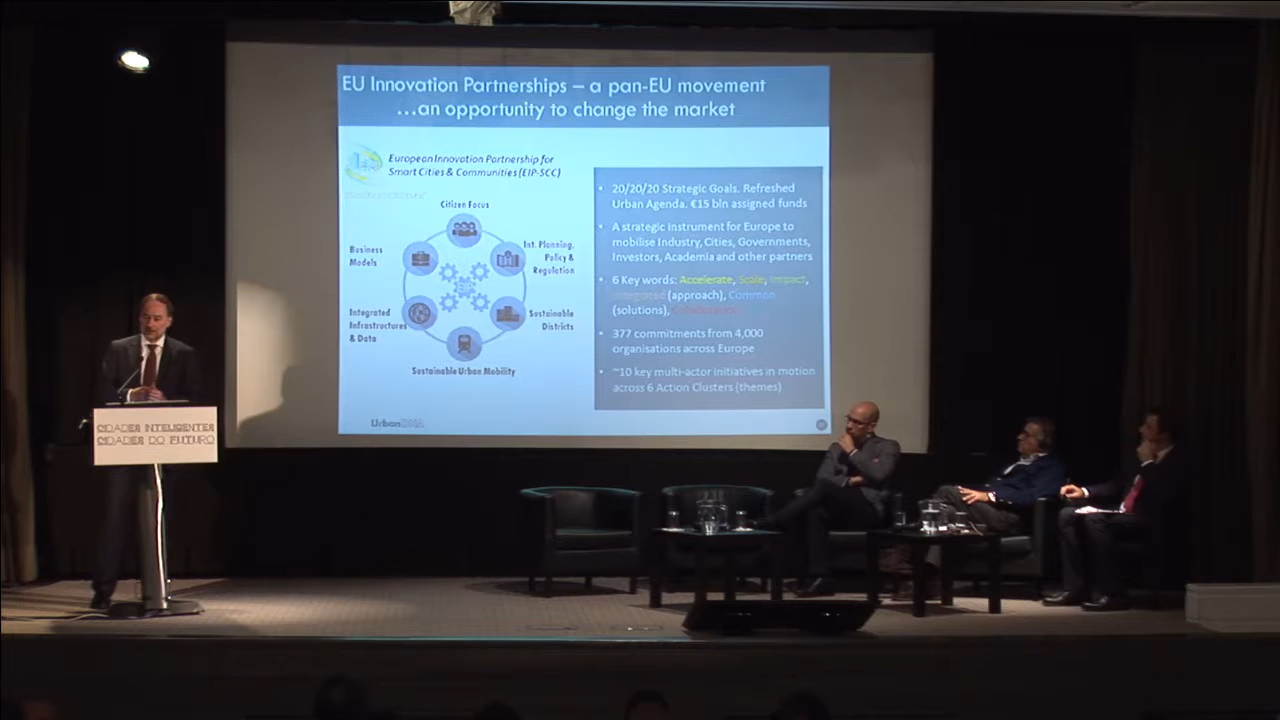 EU Innovation Partnerships – a pan-EU movement
...an opportunity to change the market
European Innovation Partnership for
Smart Cities & Communities (EIP-SCC)
Citizen Focus
Business
Models
Int. Planning,
Policy &
Regulation
EIP
Integrated
Infrastructures
& Data
Sustainable
Districts
Sustainable Urban Mobility
• 20/20/20 Strategic Goals. Refreshed
Urban Agenda. €15 bln assigned funds
• A strategic instrument for Europe to
mobilise Industry, Cities, Governments,
Investors, Academia and other partners
• 6 Key words: Accelerate, Scale, Impact,
Integrated (approach), Common
(solutions),
• 377 commitments from 4,000
organisations across Europe
• ~10 key multi-actor initiatives in motion
across 6 Action Clusters (themes)
UrbanDNA
CIDADES INTELIGENTES
CIDADES DO FUTURO